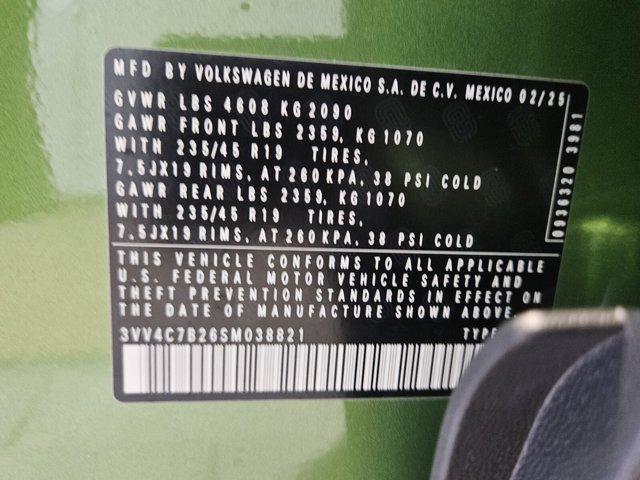 MFD BY VOLKSWAGEN DE MEXICO S.A. DE C.V. MEXICO 02/25
GVWR LBS 4608 KG 2090
GAWR FRONT LBS 2359, KG 1070
WITH 235/45 R19 TIRES,
7.5JX19 RIMS, AT 260 KPA, 38 PSI COLD
GAWR REAR LBS 2359, KG 1070
WITH 235/45 R19 TIRES,
7.5JX19 RIMS, AT 260 KPA, 38 PSI COLD
0936320 3981
THIS VEHICLE CONFORMS TO ALL APPLICABLE
U.S. FEDERAL MOTOR VEHICLE SAFETY AND
THEFT PREVENTION STANDARDS IN EFFECT ON
THE DATE OF MANUFACTURE SHOWN ABOVE.
3VV4C7B26SM038821 TYPE